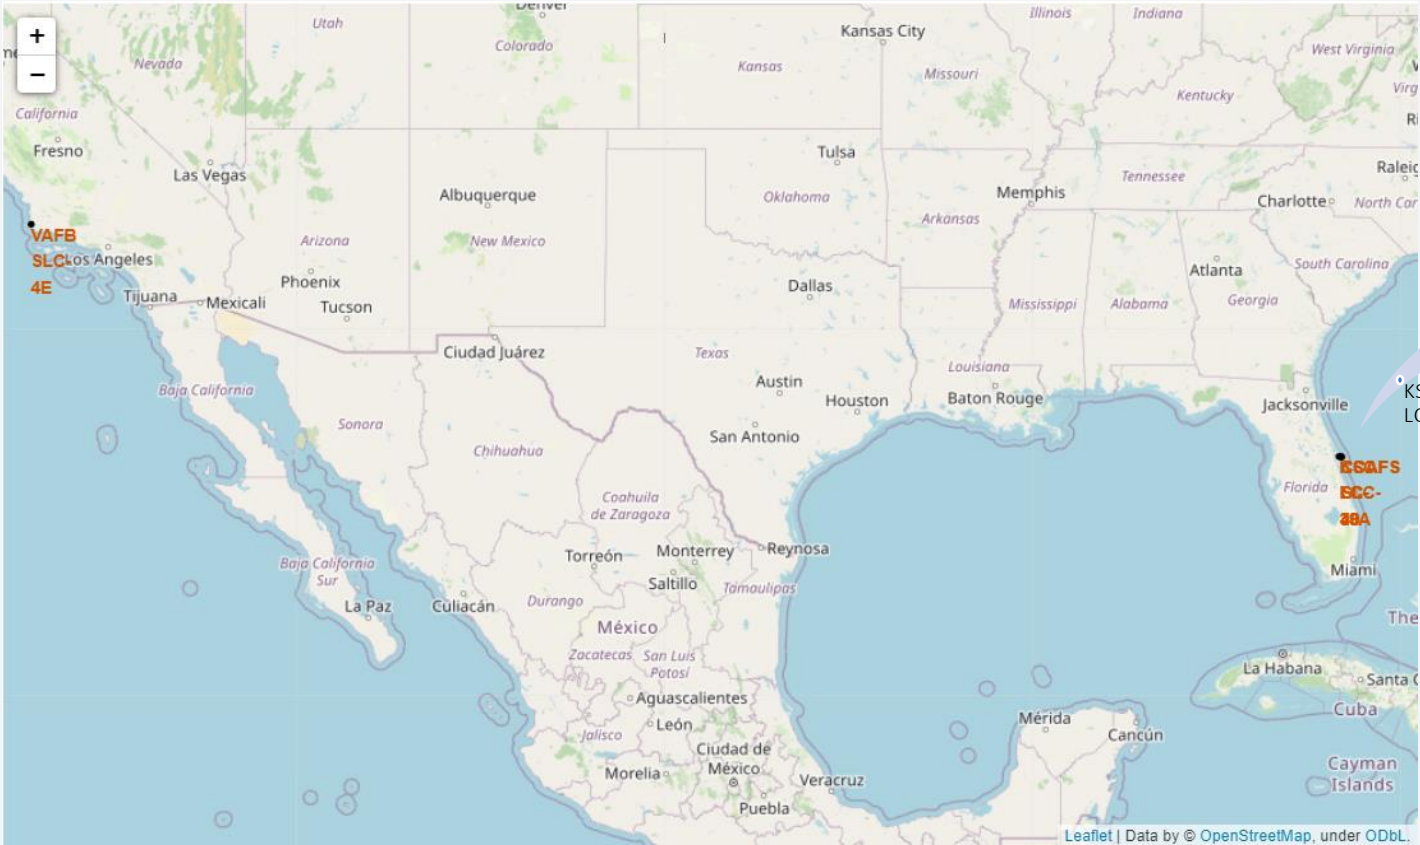 +
−
Denver
Utah
Colorado
Nevada
Kansas City
Kansas
Missouri
Illinois
Indiana
West Virginia
Kentucky
California
Fresno
Las Vegas
Albuquerque
Tulsa
Oklahoma
Memphis
Tennessee
Charlotte
Arkansas
VAFB
SLC-
4E
Los Angeles
Arizona
New Mexico
Phoenix
Tucson
Tijuana
Mexicali
Dallas
Atlanta
South Carolina
Mississippi
Alabama
Georgia
Ciudad Juárez
Texas
Louisiana
Austin
Houston
Baton Rouge
Jacksonville
San Antonio
Baja California
Sonora
Chihuahua
Coahuila
de Zaragoza
Florida
Torreón
Monterrey
Reynosa
Saltillo
Tamaulipas
Miami
Baja California
Sur
La Paz
Culiacán
Durango
México
Zacatecas
San Luis
Potosí
La Habana
Aguascalientes
León
Mérida
Cancún
Cuba
Jalisco
Ciudad de
México
Morelia
Veracruz
Puebla
Cayman
Islands
Leaflet | Data by © OpenStreetMap, under ODbL.